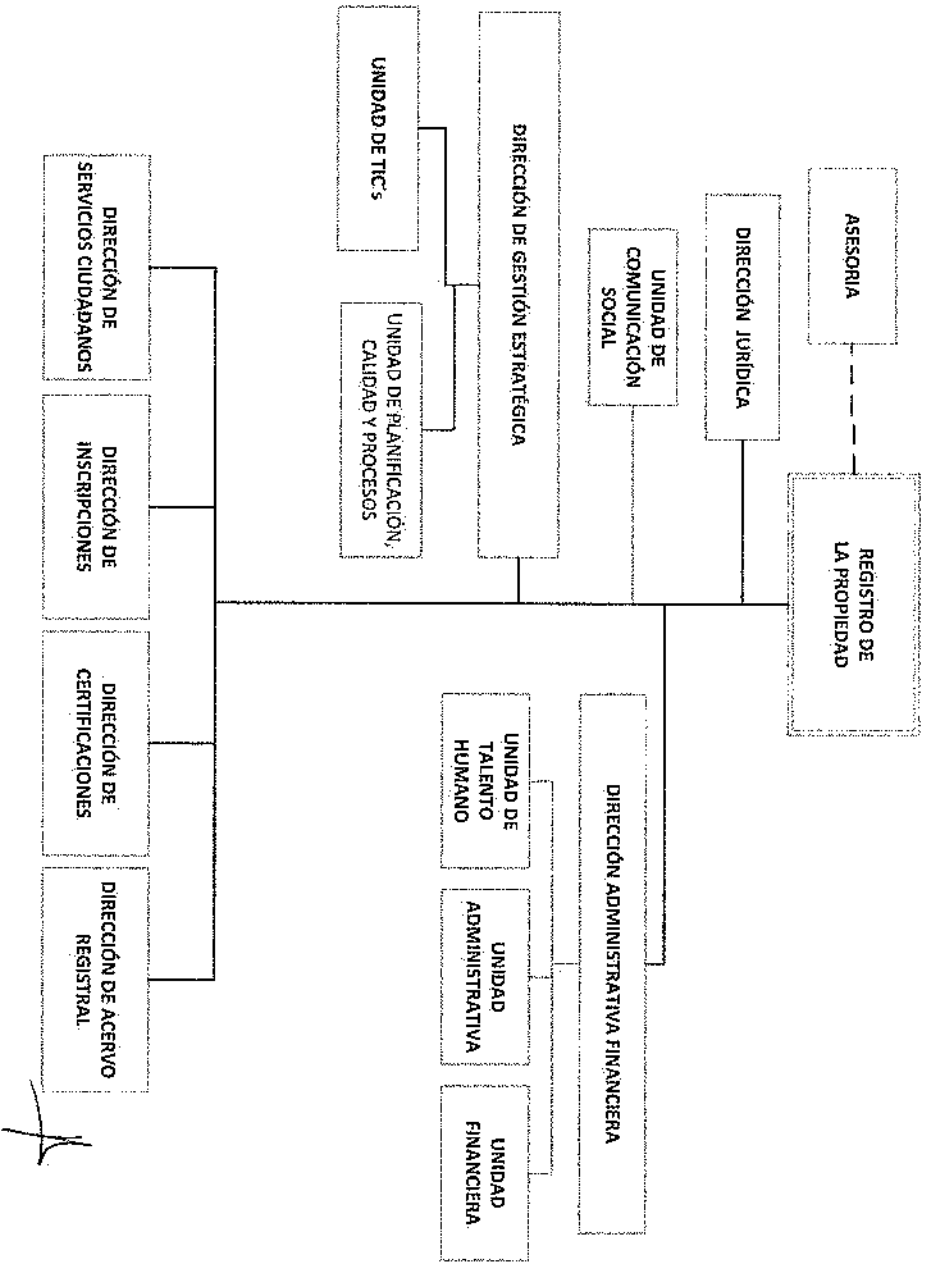 REGISTRO DE
LA PROPIEDAD
ASESORIA
DIRECCIÓN JURÍDICA
UNIDAD DE
COMUNICACIÓN
SOCIAL
DIRECCIÓN ADMINISTRATIVA FINANCIERA
DIRECCIÓN DE GESTIÓN ESTRATÉGICA
UNIDAD DE
TALENTO
HUMANO
UNIDAD
ADMINISTRATIVA
UNIDAD
FINANCIERA
UNIDAD DE TIC's
UNIDAD DE PLANIFICACIÓN,
CALIDAD Y PROCESOS
DIRECCIÓN DE
SERVICIOS CIUDADANOS
DIRECCIÓN DE
INSCRIPCIONES
DIRECCIÓN DE
CERTIFICACIONES
DIRECCIÓN DE ACERVO
REGISTRAL